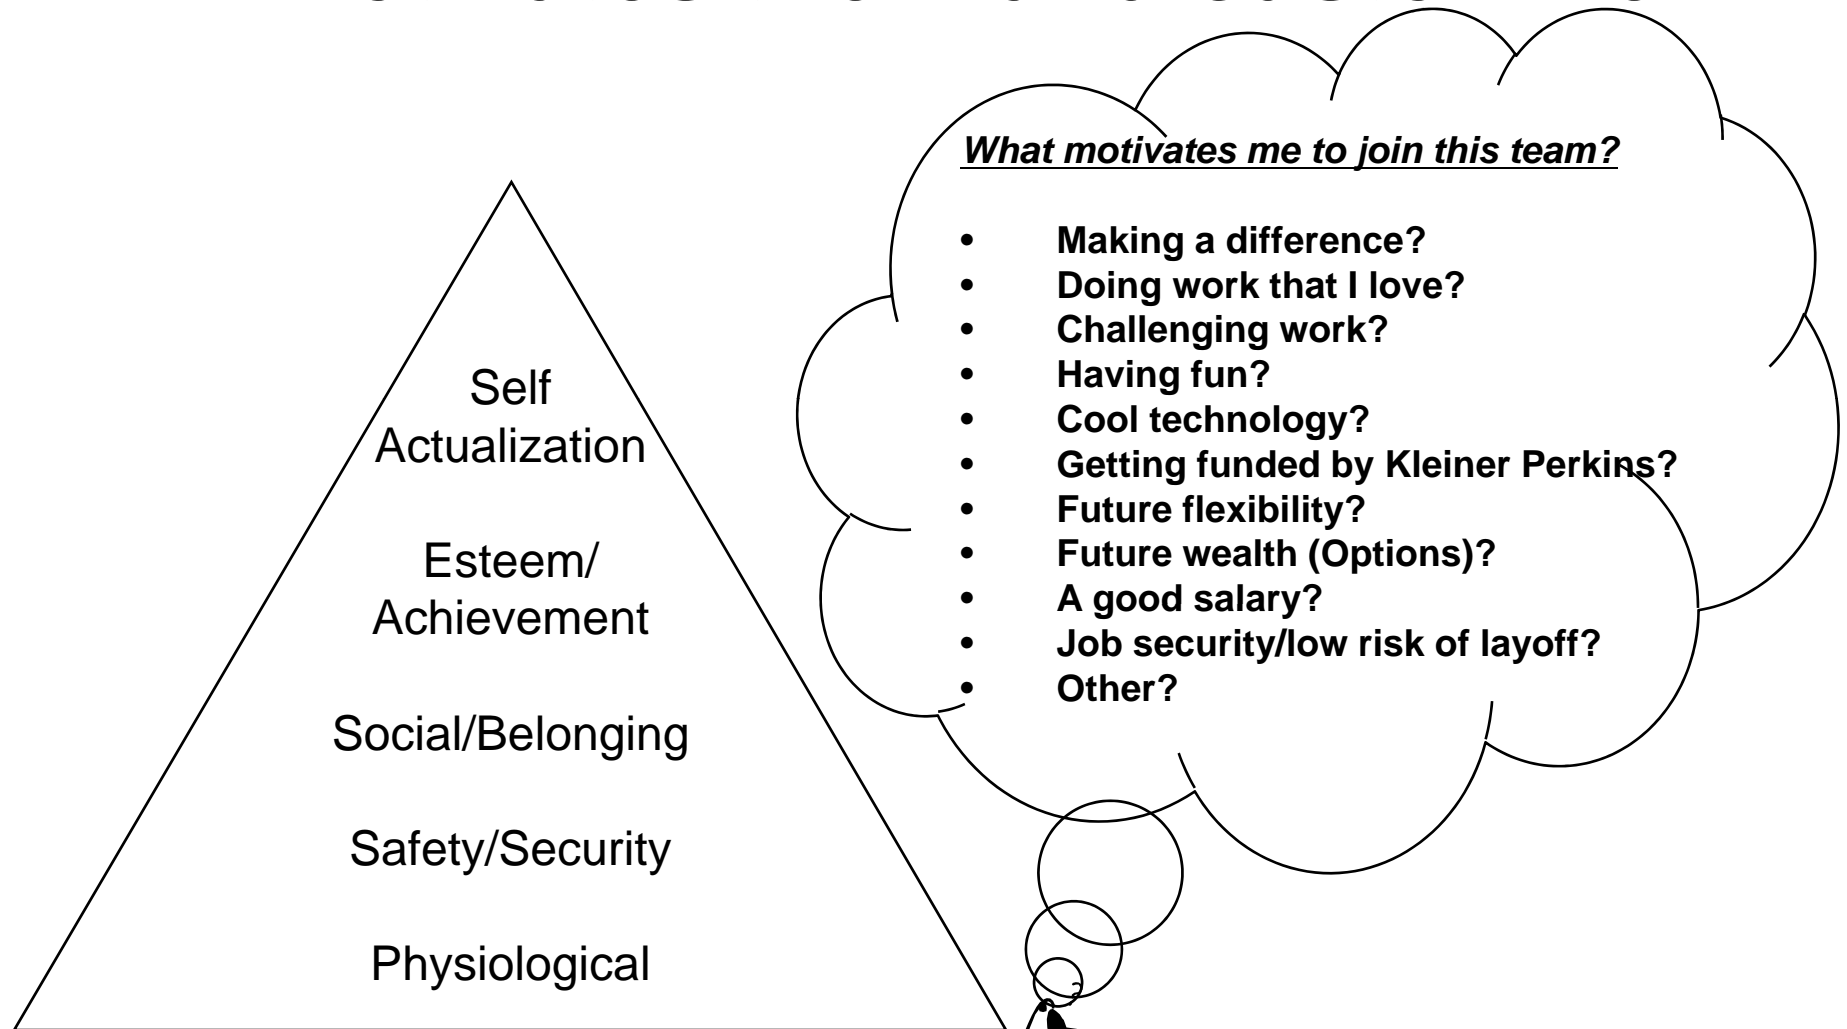 Self
Actualization
Esteem/
Achievement
Social/Belonging
Safety/Security
Physiological
What motivates me to join this team?
• Making a difference?
• Doing work that I love?
• Challenging work?
• Having fun?
• Cool technology?
• Getting funded by Kleiner Perkins?
• Future flexibility?
• Future wealth (Options)?
• A good salary?
• Job security/low risk of layoff?
• Other?